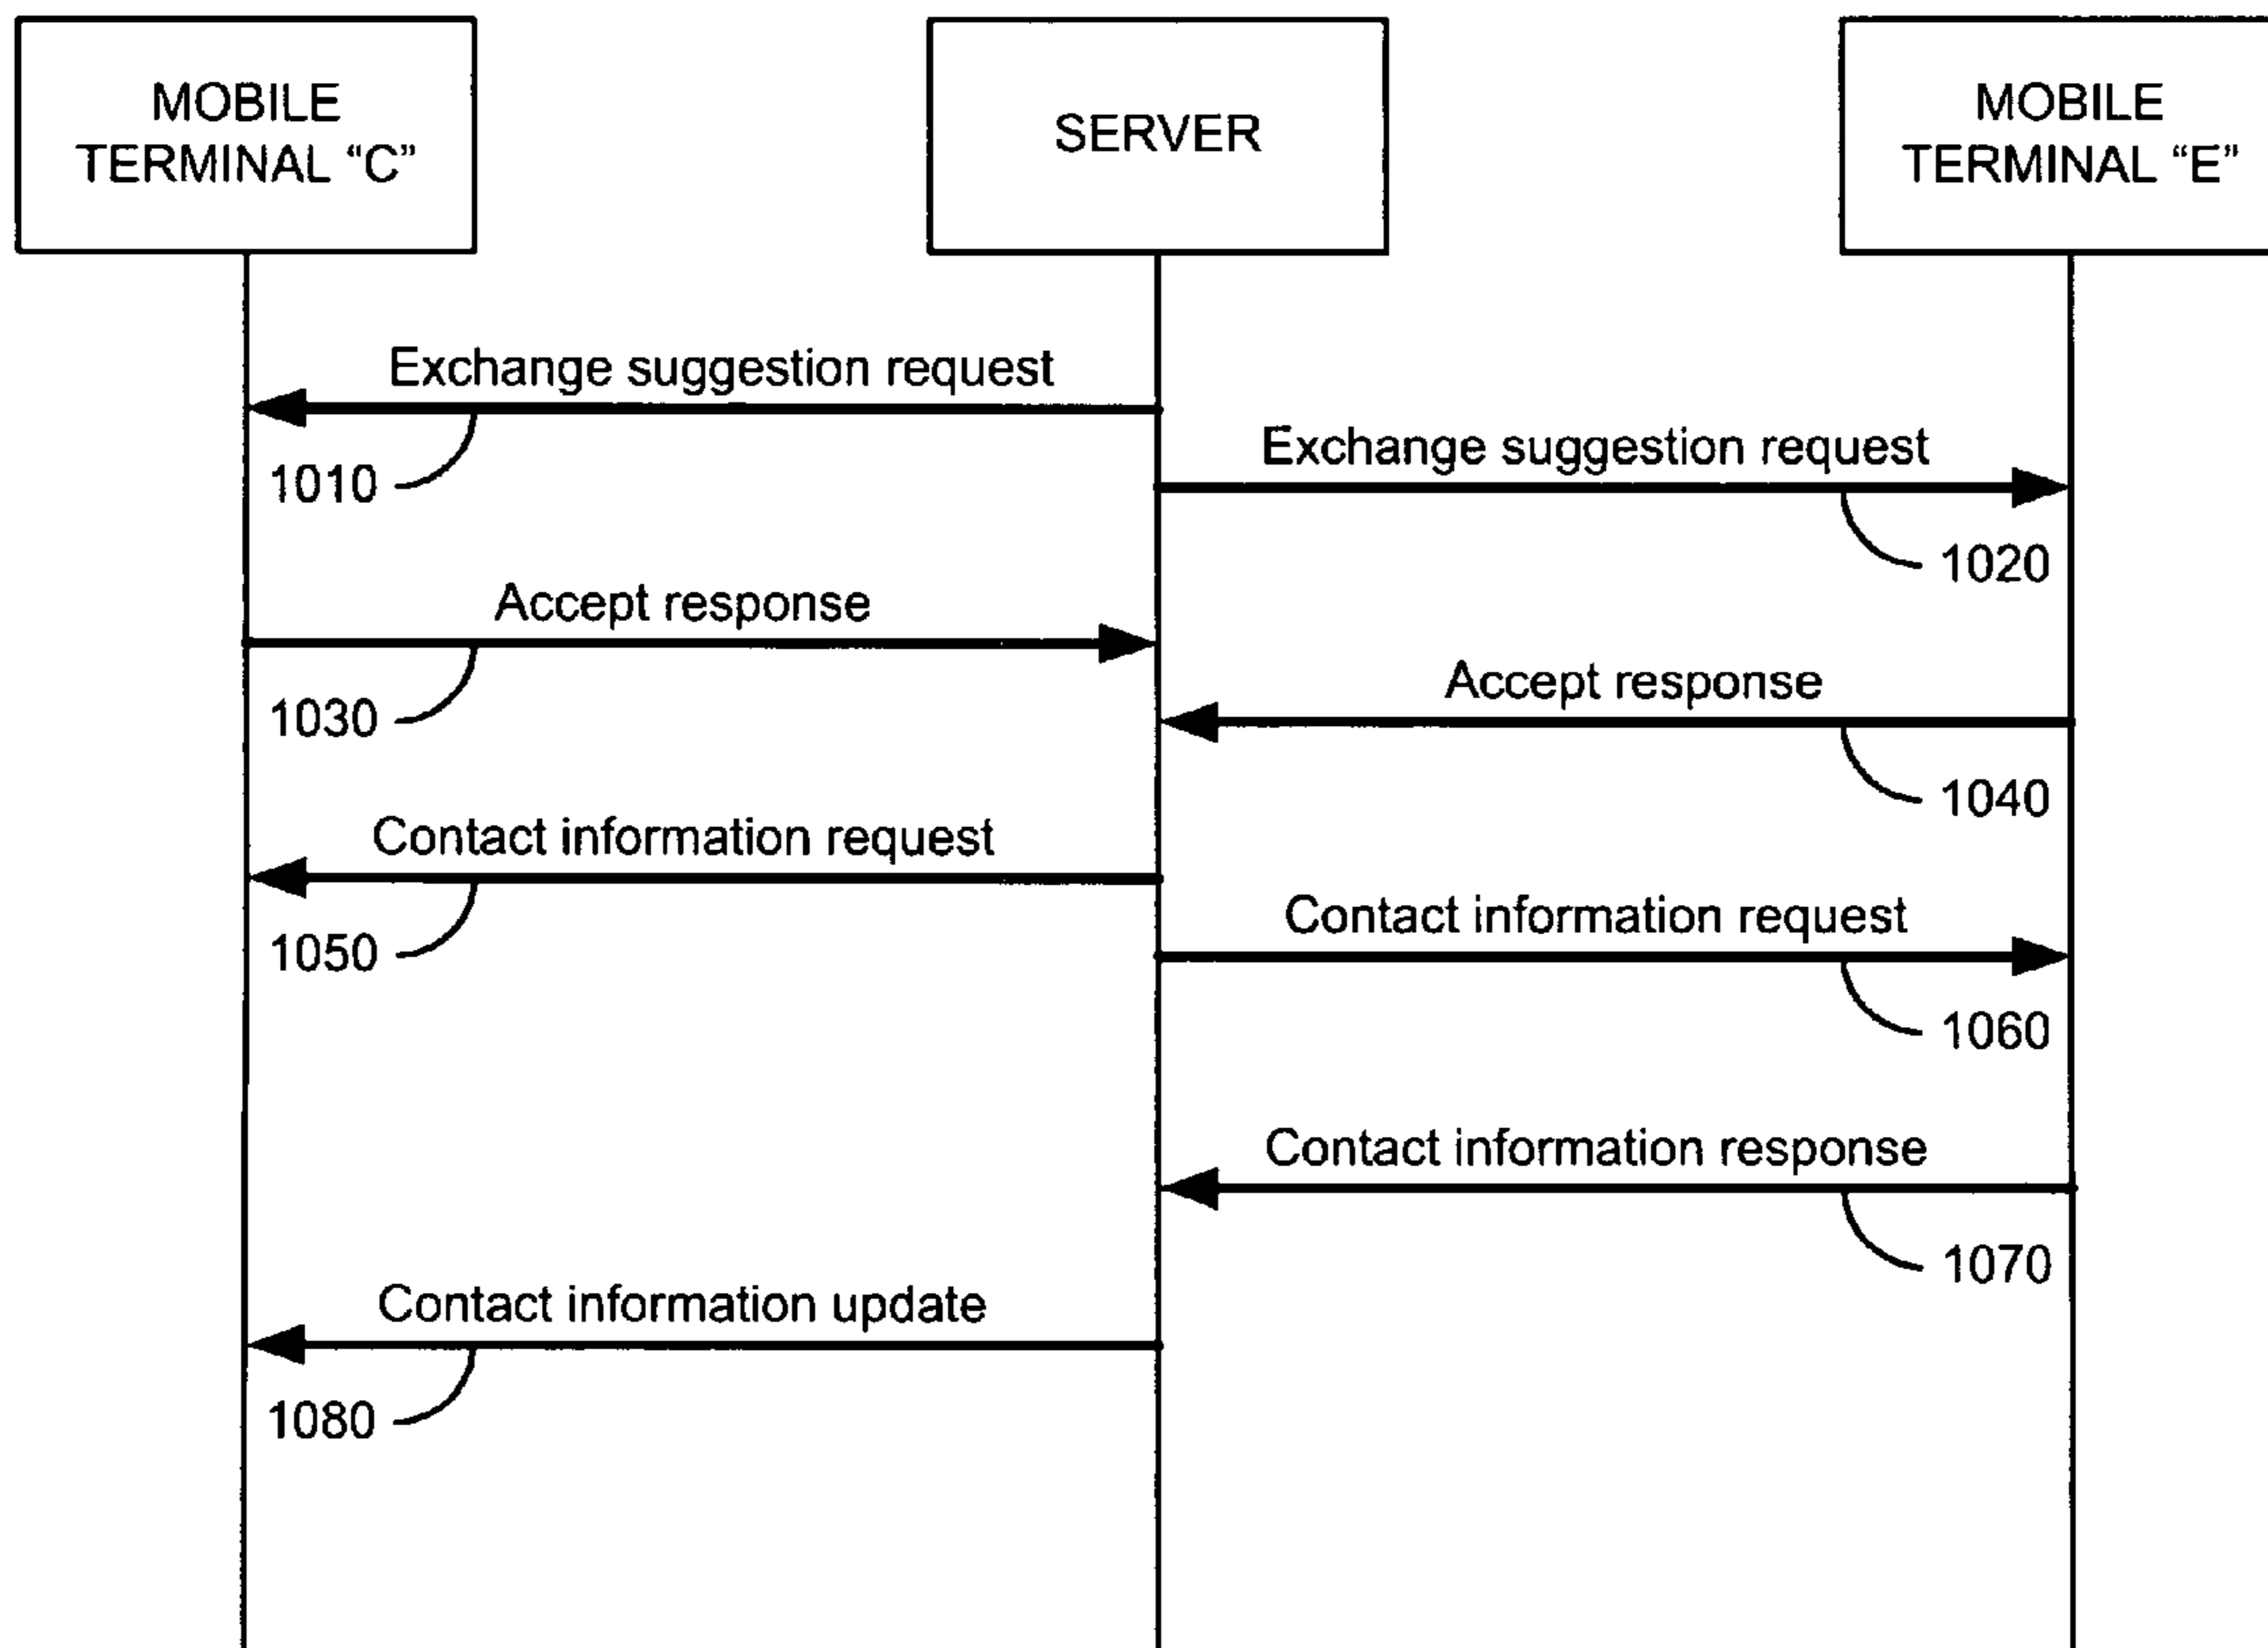 MOBILE
TERMINAL “C”
SERVER
MOBILE
TERMINAL “E”
Exchange suggestion request
1010
Exchange suggestion request
1020
Accept response
1030
Accept response
1040
Contact information request
1050
Contact information request
1060
Contact information response
1070
Contact information update
1080